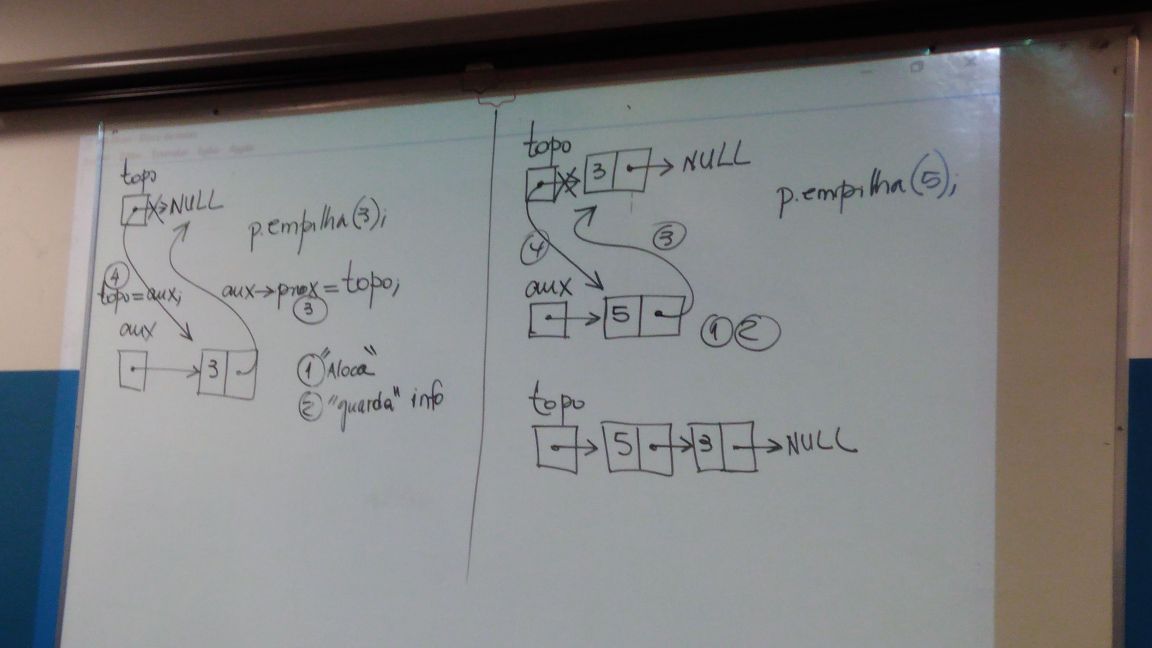 topo
NULL
p.empilha(3);
4
topo=aux;
aux→prox=topo;
3
aux
3
1 "Aloca"
2 "guarda" info
topo
3
NULL
p.empilha(5);
4
3
aux
5
1 2
topo
5 3 NULL